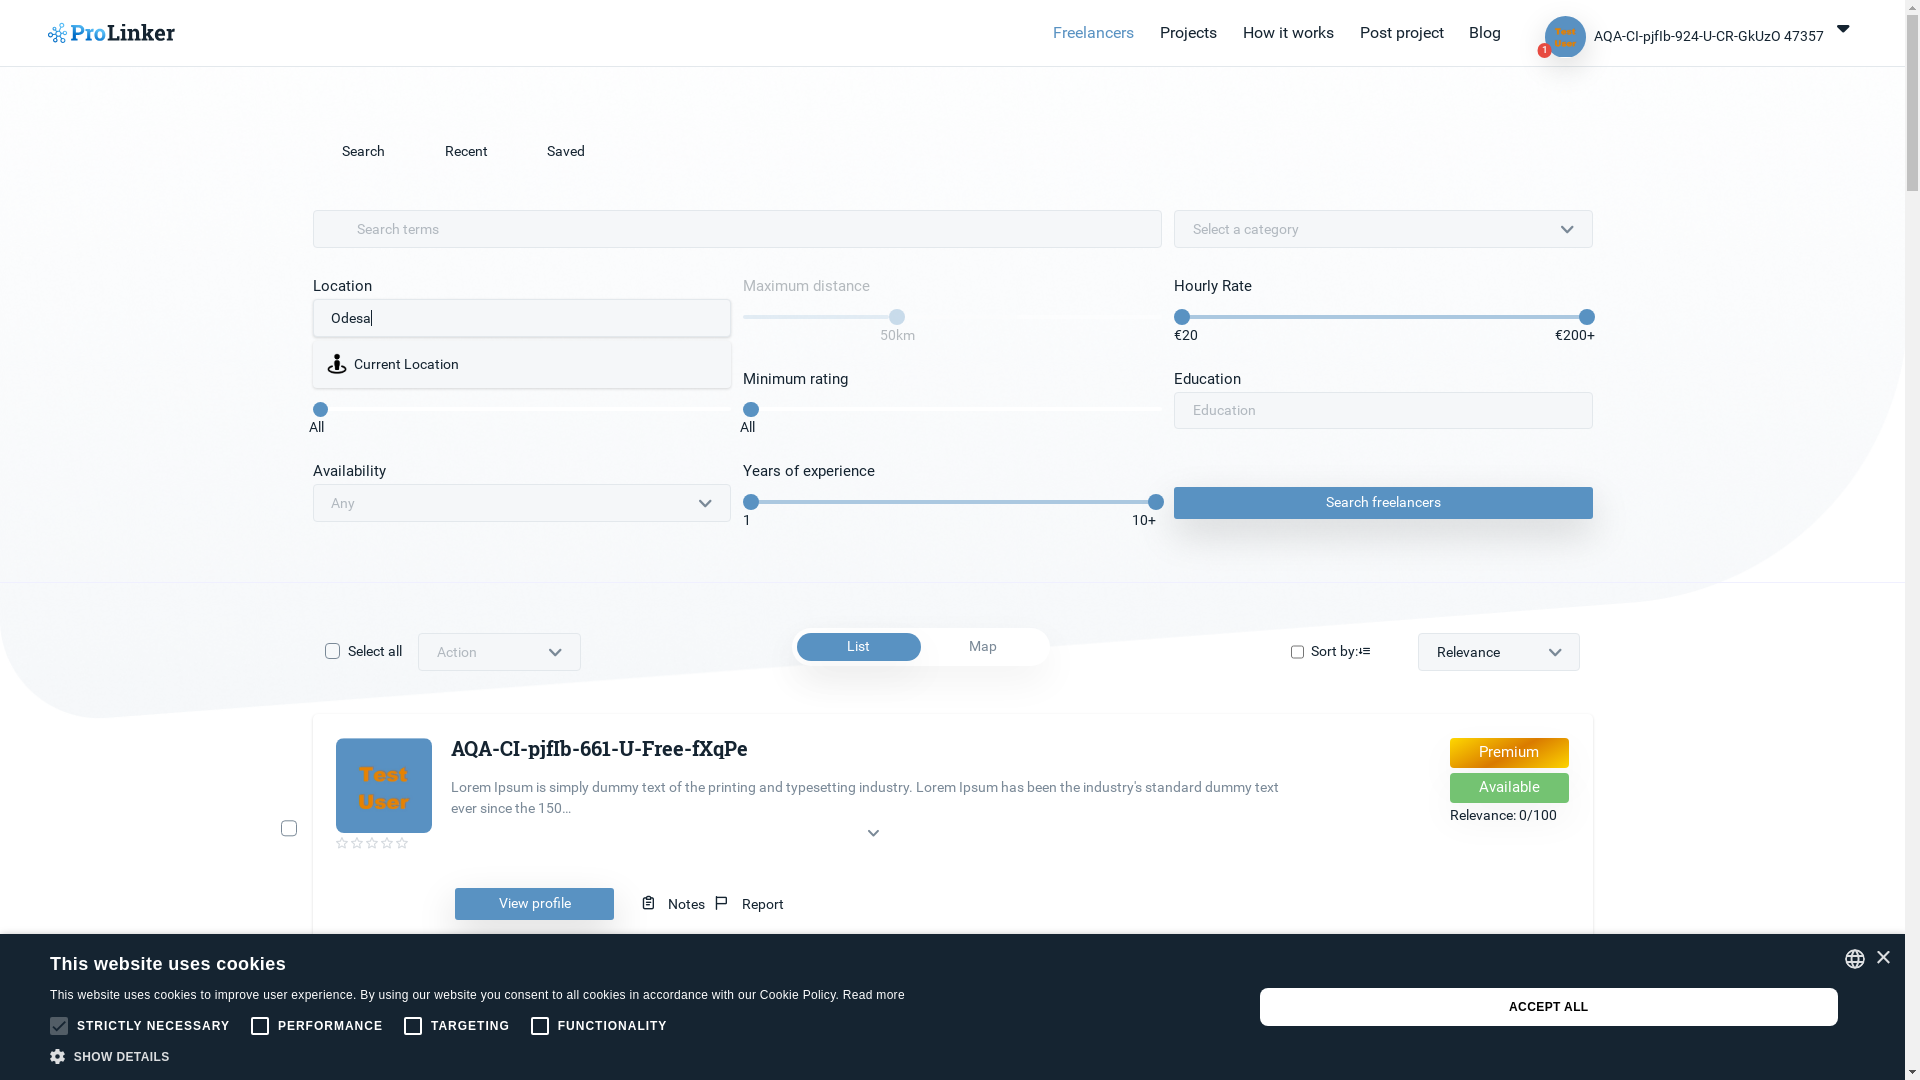 ProLinker
Freelancers
Projects
How it works
Post project
Blog
Test
User
1
AQA-CI-pjfIb-924-U-CR-GkUzO 47357
Search
Recent
Saved
Search terms
Select a category
Location
Maximum distance
Hourly Rate
Odesa
50km
€20
€200+
Current Location
Minimum rating
Education
Education
All
All
Availability
Years of experience
Any
Search freelancers
1
10+
Select all
Action
List
Map
Sort by:
Relevance
Test
User
AQA-CI-pjfIb-661-U-Free-fXqPe
Lorem Ipsum is simply dummy text of the printing and typesetting industry. Lorem Ipsum has been the industry's standard dummy text
ever since the 150...
Premium
Available
Relevance: 0/100
View profile
Notes
Report
This website uses cookies
This website uses cookies to improve user experience. By using our website you consent to all cookies in accordance with our Cookie Policy. Read more
STRICTLY NECESSARY
PERFORMANCE
TARGETING
FUNCTIONALITY
SHOW DETAILS
ACCEPT ALL